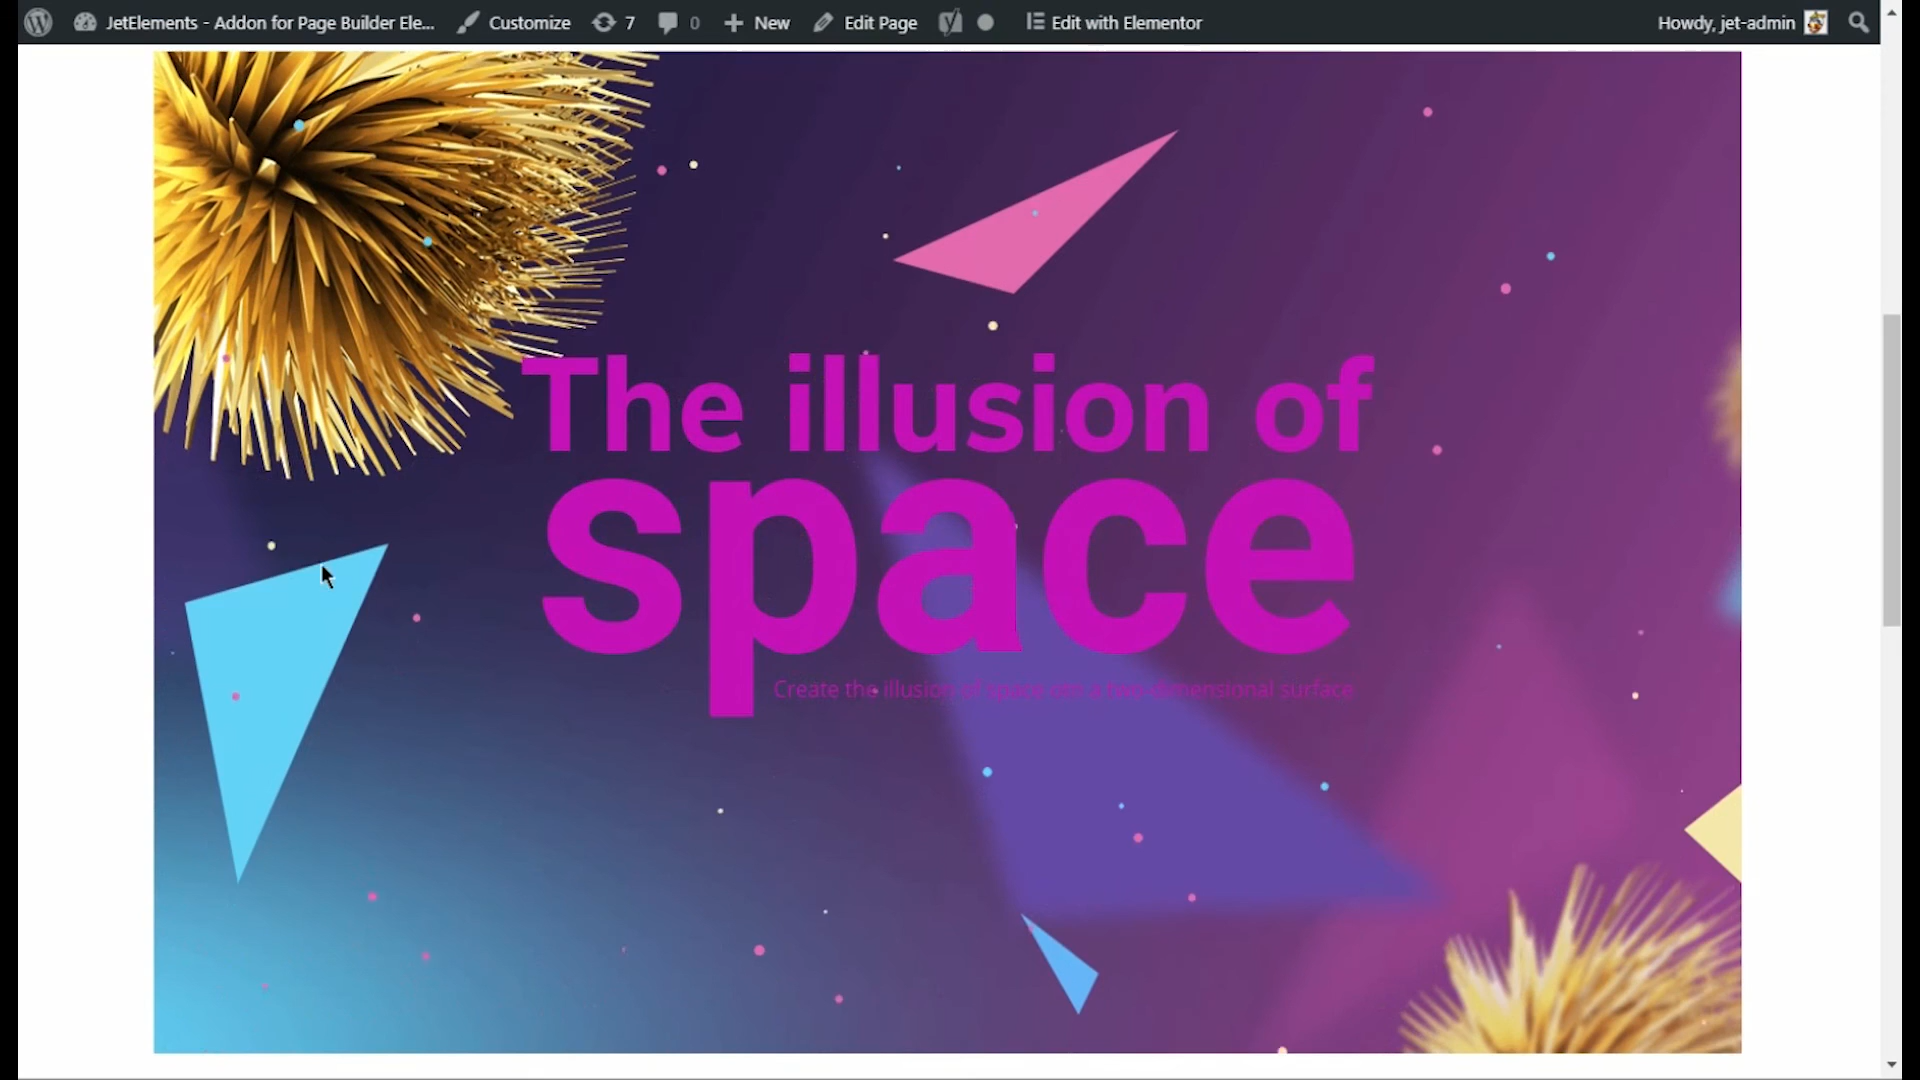 JetElements - Addon for Page Builder Ele... Customize 7 0 New Edit Page Edit with Elementor Howdy, jet-admin
The illusion of
space
Create the illusion of space on a two-dimensional surface